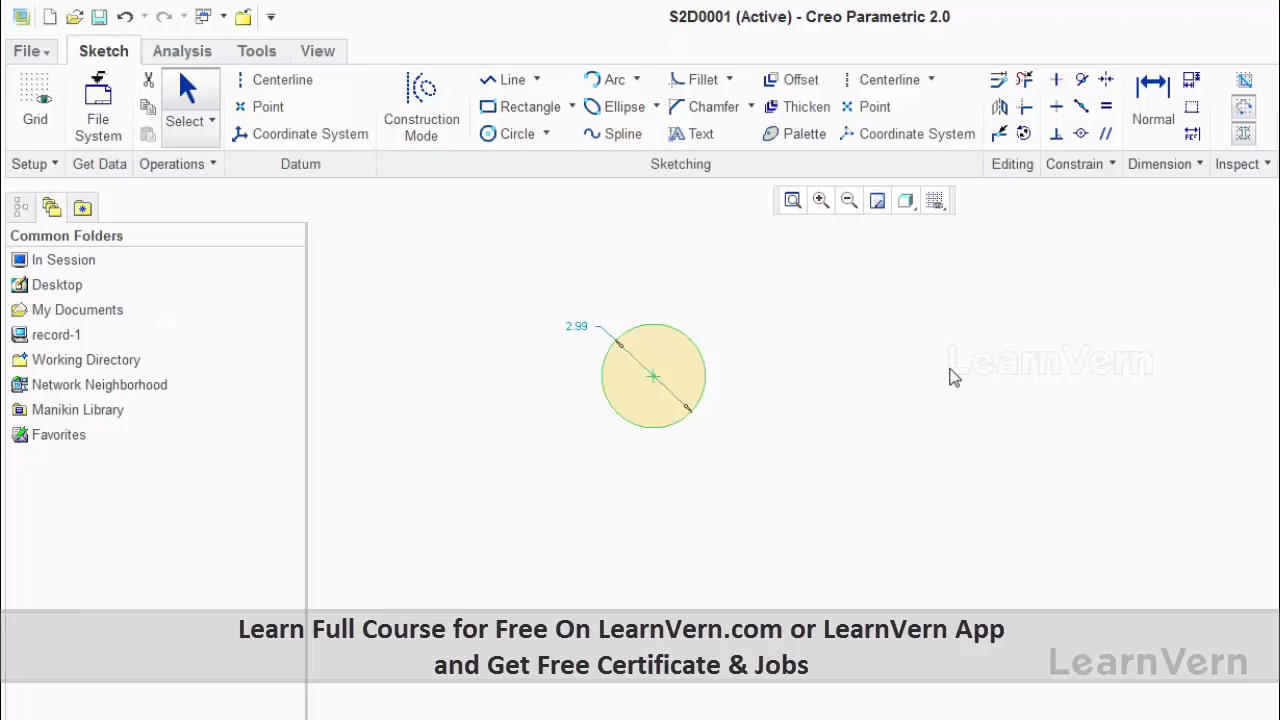 S2D0001 (Active) - Creo Parametric 2.0
File Sketch Analysis Tools View
Centerline Line Arc Fillet Offset Centerline
Grid File System Select Point Construction Mode Rectangle Ellipse Chamfer Thicken Point Normal
Coordinate System Circle Spline Text Palette Coordinate System
Setup Get Data Operations Datum Sketching Editing Constrain Dimension Inspect
Common Folders
In Session
Desktop
My Documents
record-1
Working Directory
Network Neighborhood
Manikin Library
Favorites
2.99
LearnVern
Learn Full Course for Free On LearnVern.com or LearnVern App
and Get Free Certificate & Jobs
LearnVern